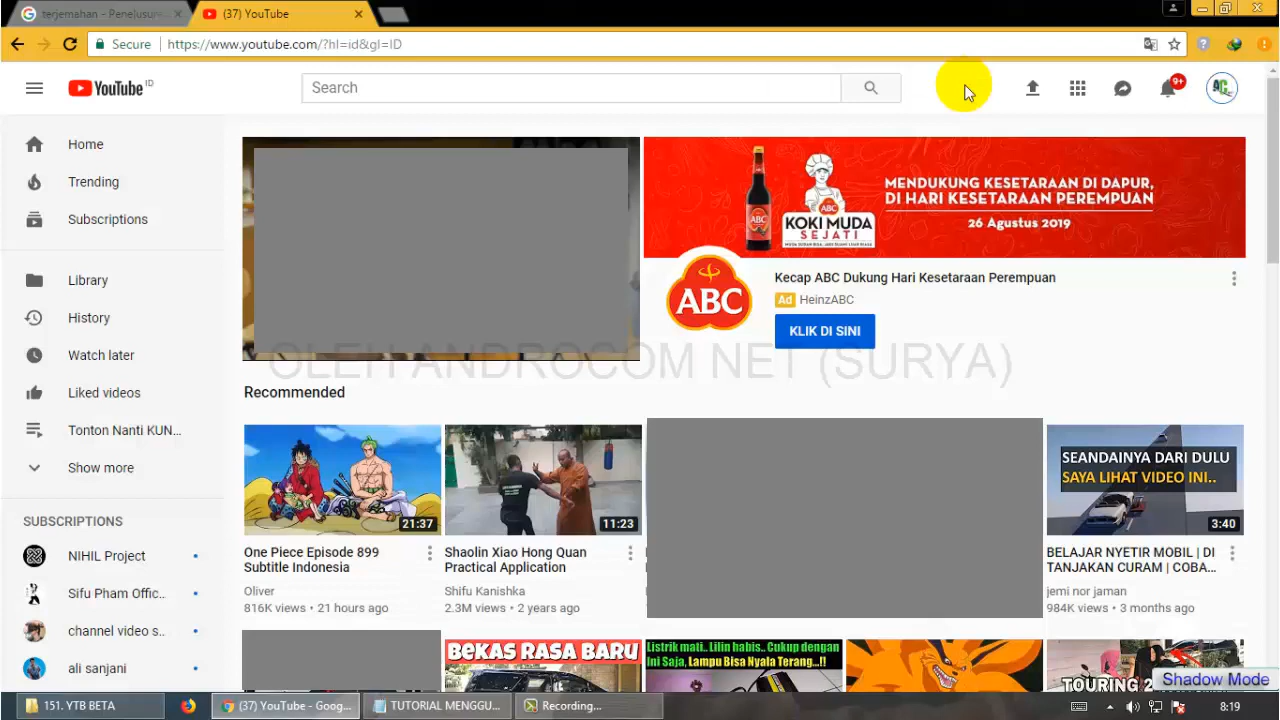 terjemahan - Penelusuran
(37) YouTube
Secure
https://www.youtube.com/?hl=id&gl=ID
YouTube ID
Search
9+
Home
Trending
Subscriptions
Library
History
Watch later
Liked videos
Tonton Nanti KUN...
Show more
SUBSCRIPTIONS
NIHIL Project
Sifu Pham Offic..
channel video s..
ali sanjani
ABC
KOKI MUDA
SEJATI
MENDUKUNG KESETARAAN DI DAPUR,
DI HARI KESETARAAN PEREMPUAN
26 Agustus 2019
ABC
Kecap ABC Dukung Hari Kesetaraan Perempuan
Ad HeinzABC
KLIK DI SINI
OLEH ANDROCOM NET (SURYA)
Recommended
21:37
One Piece Episode 899
Subtitle Indonesia
Oliver
816K views • 21 hours ago
11:23
Shaolin Xiao Hong Quan
Practical Application
Shifu Kanishka
2.3M views • 2 years ago
SEANDAINYA DARI DULU
SAYA LIHAT VIDEO INI..
3:40
BELAJAR NYETIR MOBIL | DI
TANJAKAN CURAM | COBA...
jemi nor jaman
984K views • 3 months ago
BEKAS RASA BARU
Listrik mati.. Lilin habis.. Cukup dengan
Ini Saja, Lampu Bisa Nyala Terang...!!
TOURING
Shadow Mode
151. YTB BETA
(37) YouTube - Goog...
TUTORIAL MENGGU...
Recording...
8:19